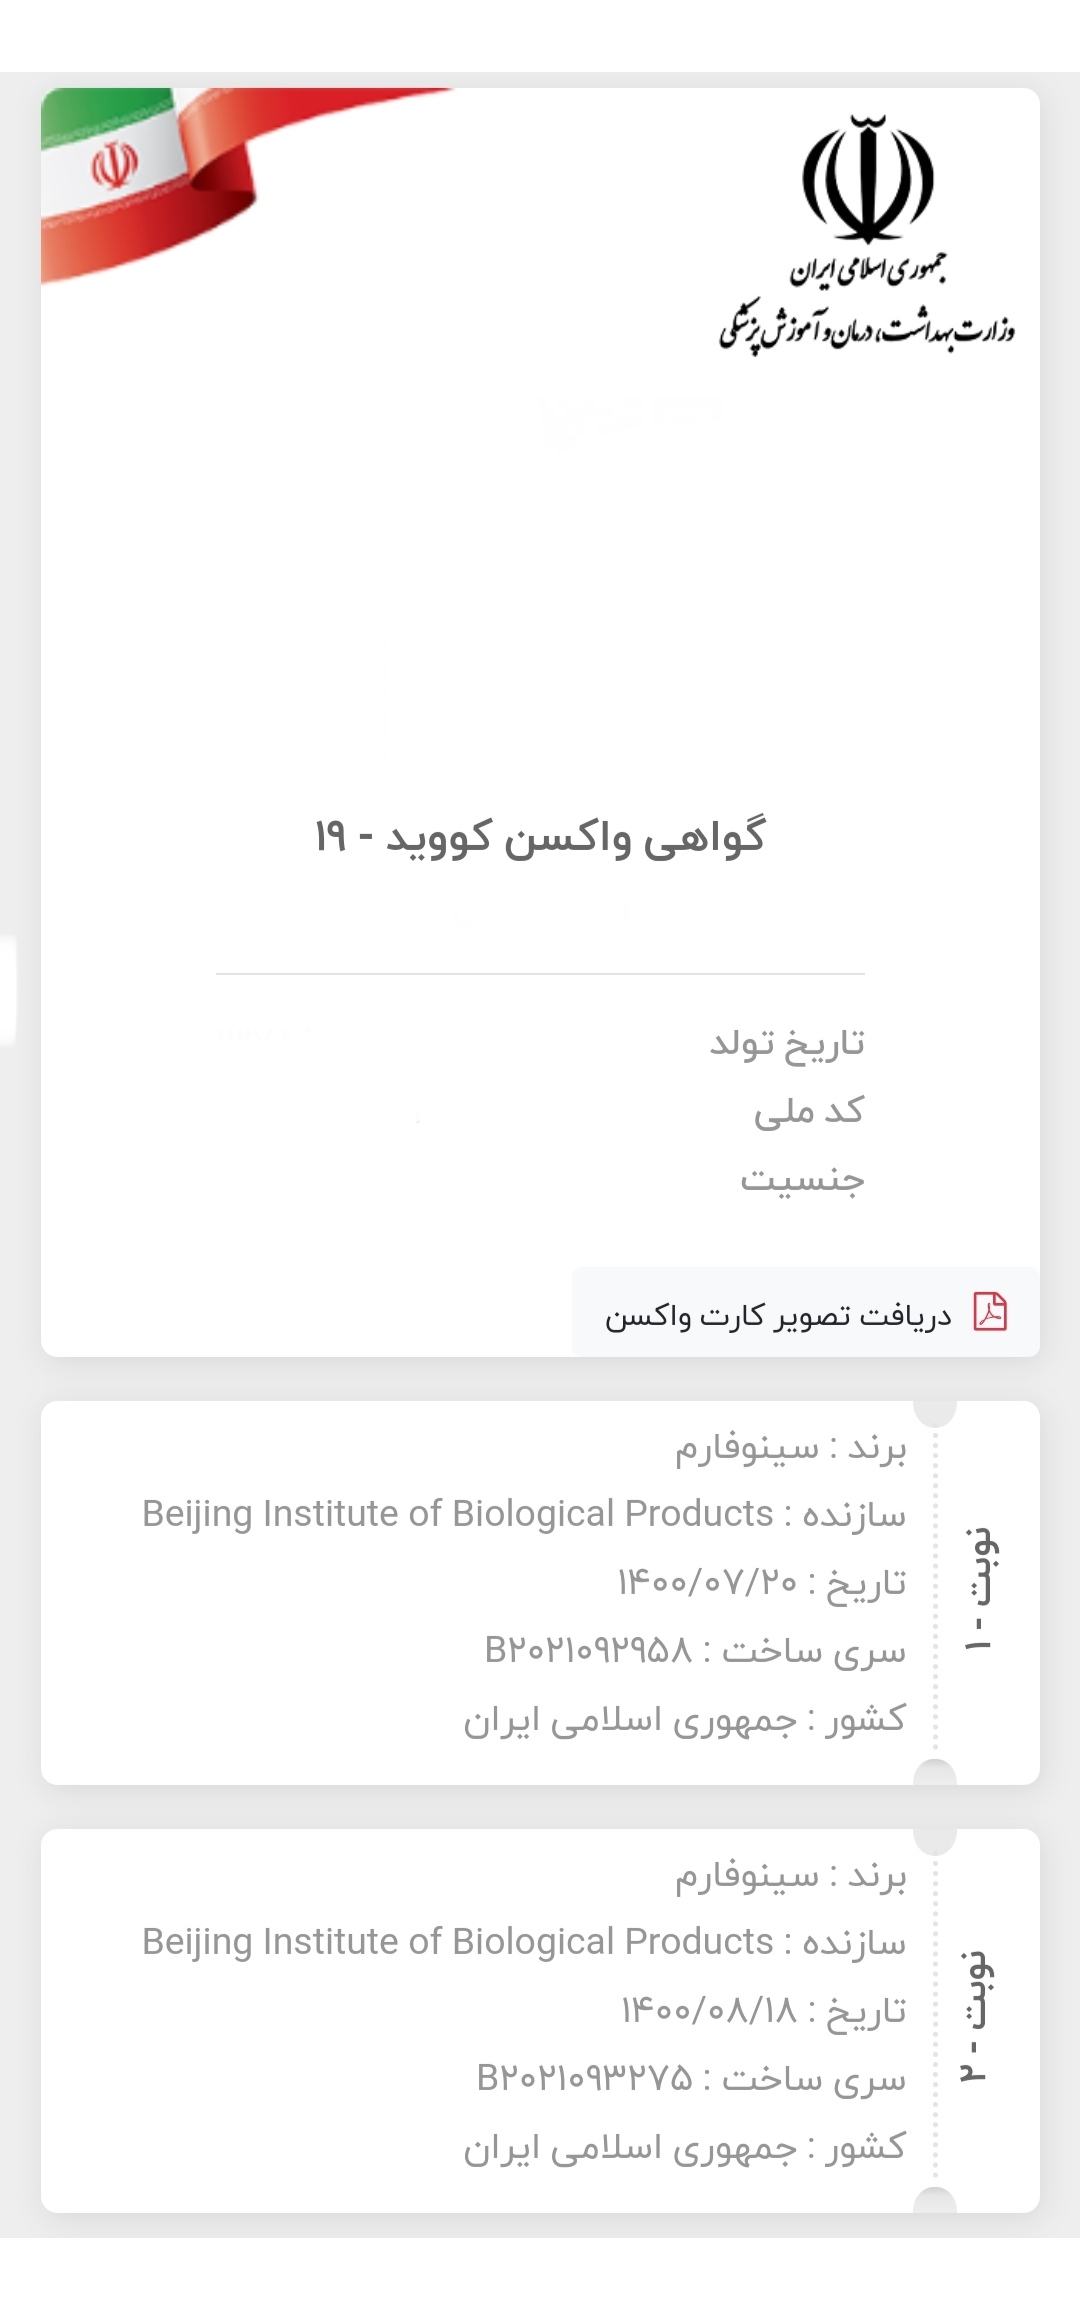 جمهوری اسلامی ایران
وزارت بهداشت، درمان و آموزش پزشکی
گواهی واکسن کووید - ۱۹
تاریخ تولد
کد ملی
جنسیت
دریافت تصویر کارت واکسن
نوبت - ۱
برند : سینوفارم
سازنده : Beijing Institute of Biological Products
تاریخ : ۱۴۰۰/۰۷/۲۰
سری ساخت : B۲۰۲۱۰۹۲۹۵۸
کشور : جمهوری اسلامی ایران
نوبت - ۲
برند : سینوفارم
سازنده : Beijing Institute of Biological Products
تاریخ : ۱۴۰۰/۰۸/۱۸
سری ساخت : B۲۰۲۱۰۹۳۲۷۵
کشور : جمهوری اسلامی ایران